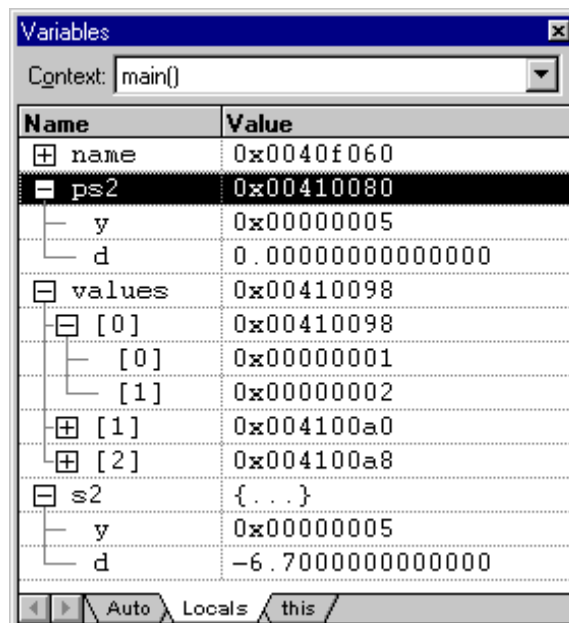 Variables
Context: main()
Name Value
name 0x0040f060
ps2 0x00410080
y 0x00000005
d 0.00000000000000
values 0x00410098
[0] 0x00410098
[0] 0x00000001
[1] 0x00000002
[1] 0x004100a0
[2] 0x004100a8
s2 {...}
y 0x00000005
d -6.7000000000000
Auto Locals this